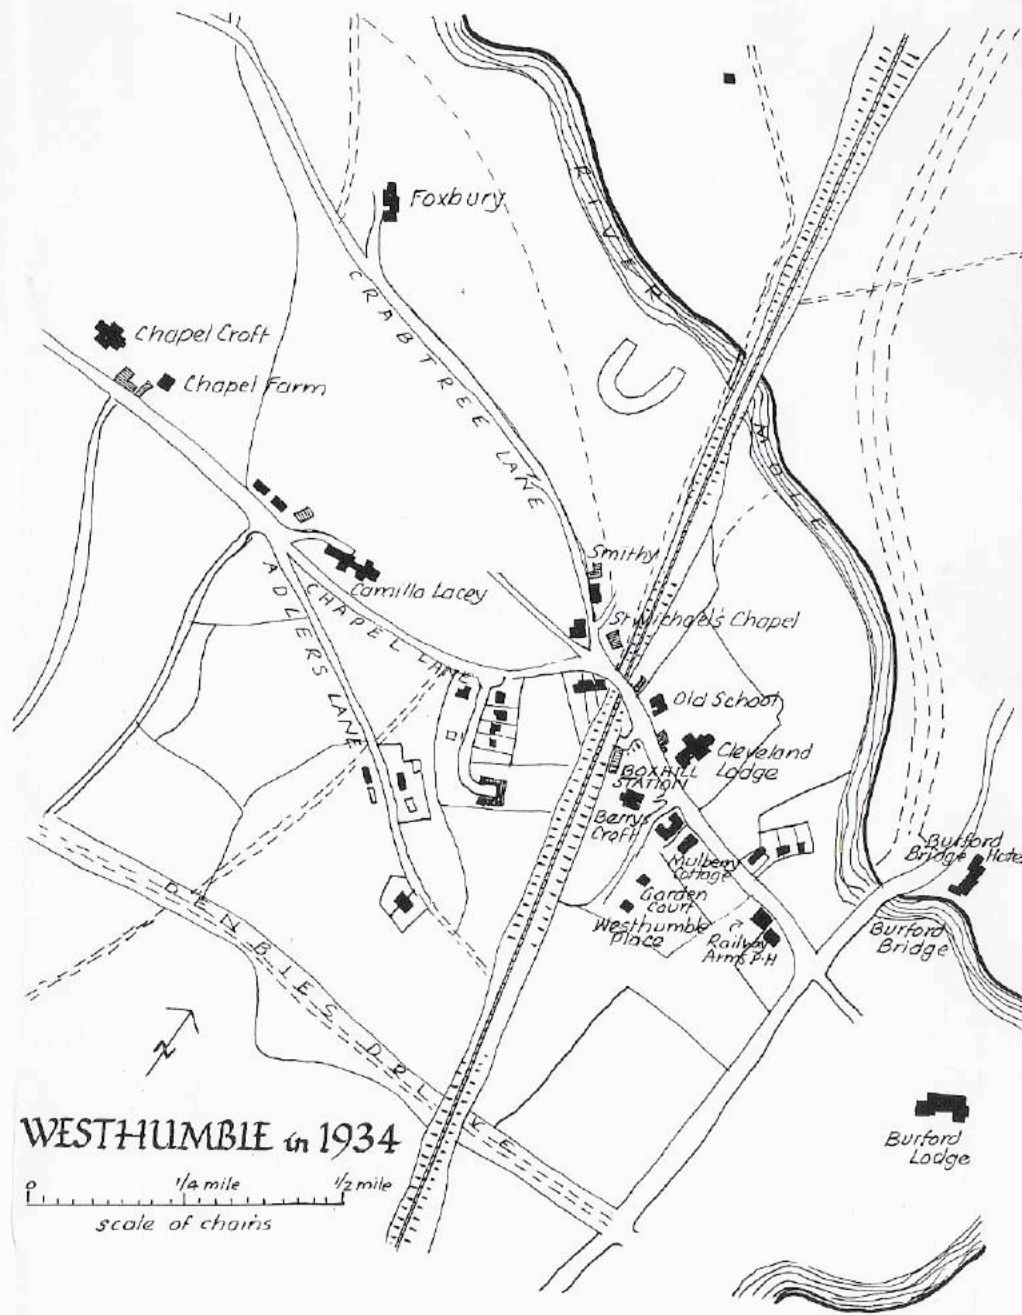 RIVER
Foxbury
CRABTREE LANE
Chapel Croft
Chapel Farm
MOLE
Smithy
Camilla Lacey
St Michael's Chapel
ADLERS LANE
CHAPEL LANE
Old School
Cleveland
Lodge
BOXHILL
STATION
Berry's
Croft
Mulberry
Cottage
Burford
Bridge Hotel
Garden
Court
Westhumble
Place
Railway
Arms P.H
Burford
Bridge
DENBIES DRIVE
N
WESTHUMBLE in 1934
0 1/4 mile 1/2 mile
scale of chains
Burford
Lodge